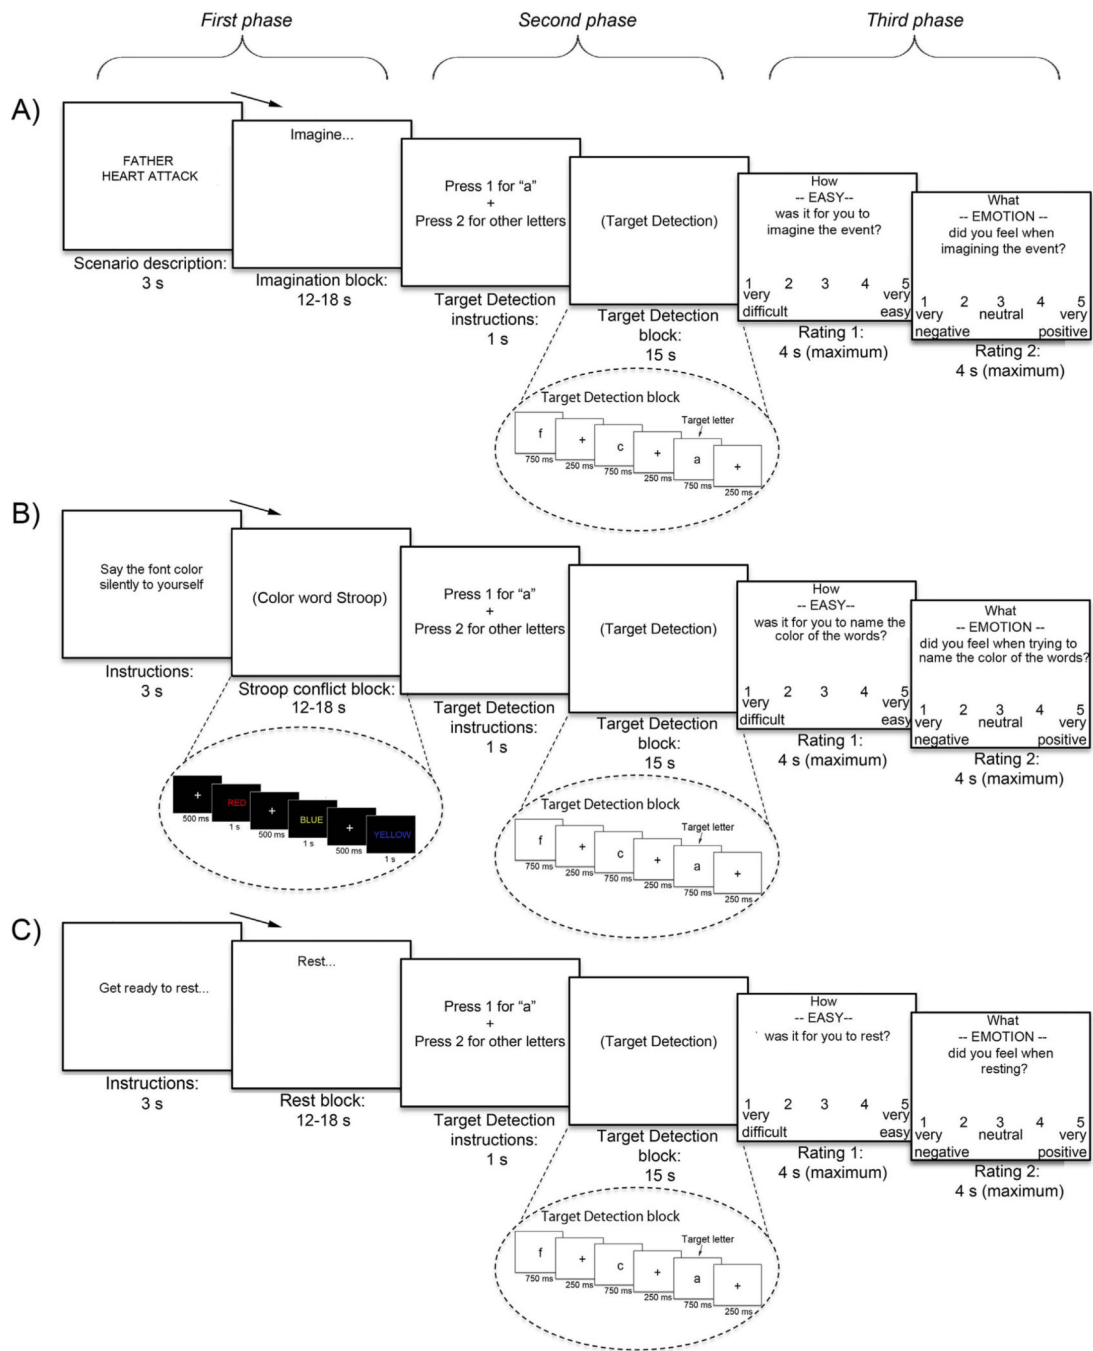 First phase
Second phase
Third phase
A)
FATHER
HEART ATTACK
Scenario description:
3 s
Imagine...
Imagination block:
12-18 s
Press 1 for “a”
+
Press 2 for other letters
Target Detection
instructions:
1 s
(Target Detection)
Target Detection
block:
15 s
How
-- EASY--
was it for you to
imagine the event?
1 2 3 4 5
very very
difficult easy
Rating 1:
4 s (maximum)
What
-- EMOTION --
did you feel when
imagining the event?
1 2 3 4 5
very neutral very
negative positive
Rating 2:
4 s (maximum)
Target Detection block
Target letter
f + c + a +
750 ms 250 ms 750 ms 250 ms 750 ms 250 ms
B)
Say the font color
silently to yourself
Instructions:
3 s
(Color word Stroop)
Stroop conflict block:
12-18 s
Press 1 for “a”
+
Press 2 for other letters
Target Detection
instructions:
1 s
(Target Detection)
Target Detection
block:
15 s
How
-- EASY--
was it for you to name the
color of the words?
1 2 3 4 5
very very
difficult easy
Rating 1:
4 s (maximum)
What
-- EMOTION --
did you feel when trying to
name the color of the words?
1 2 3 4 5
very neutral very
negative positive
Rating 2:
4 s (maximum)
+ RED + BLUE + YELLOW
500 ms 1 s 500 ms 1 s 500 ms 1 s
Target Detection block
Target letter
f + c + a +
750 ms 250 ms 750 ms 250 ms 750 ms 250 ms
C)
Get ready to rest...
Instructions:
3 s
Rest...
Rest block:
12-18 s
Press 1 for “a”
+
Press 2 for other letters
Target Detection
instructions:
1 s
(Target Detection)
Target Detection
block:
15 s
How
-- EASY--
was it for you to rest?
1 2 3 4 5
very very
difficult easy
Rating 1:
4 s (maximum)
What
-- EMOTION --
did you feel when
resting?
1 2 3 4 5
very neutral very
negative positive
Rating 2:
4 s (maximum)
Target Detection block
Target letter
f + c + a +
750 ms 250 ms 750 ms 250 ms 750 ms 250 ms